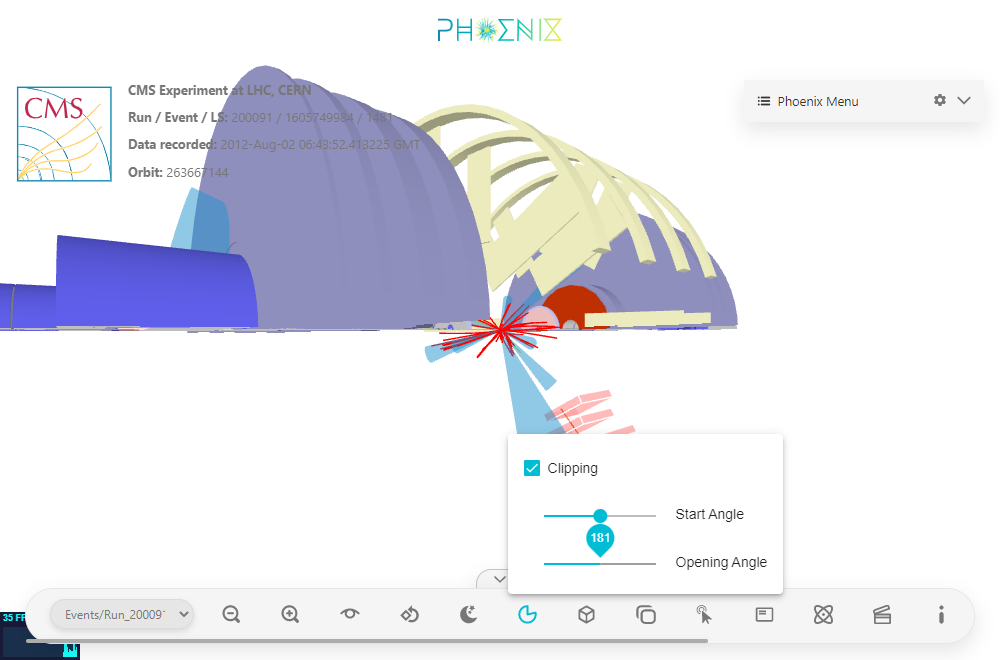 PHOENIX
CMS
CMS Experiment at LHC, CERN
Run / Event / LS: 200091 / 1605749984 / 1481
Data recorded: 2012-Aug-02 06:43:52.413225 GMT
Orbit: 263667144
Phoenix Menu
Clipping
Start Angle
181
Opening Angle
35 FP
Events/Run_20009